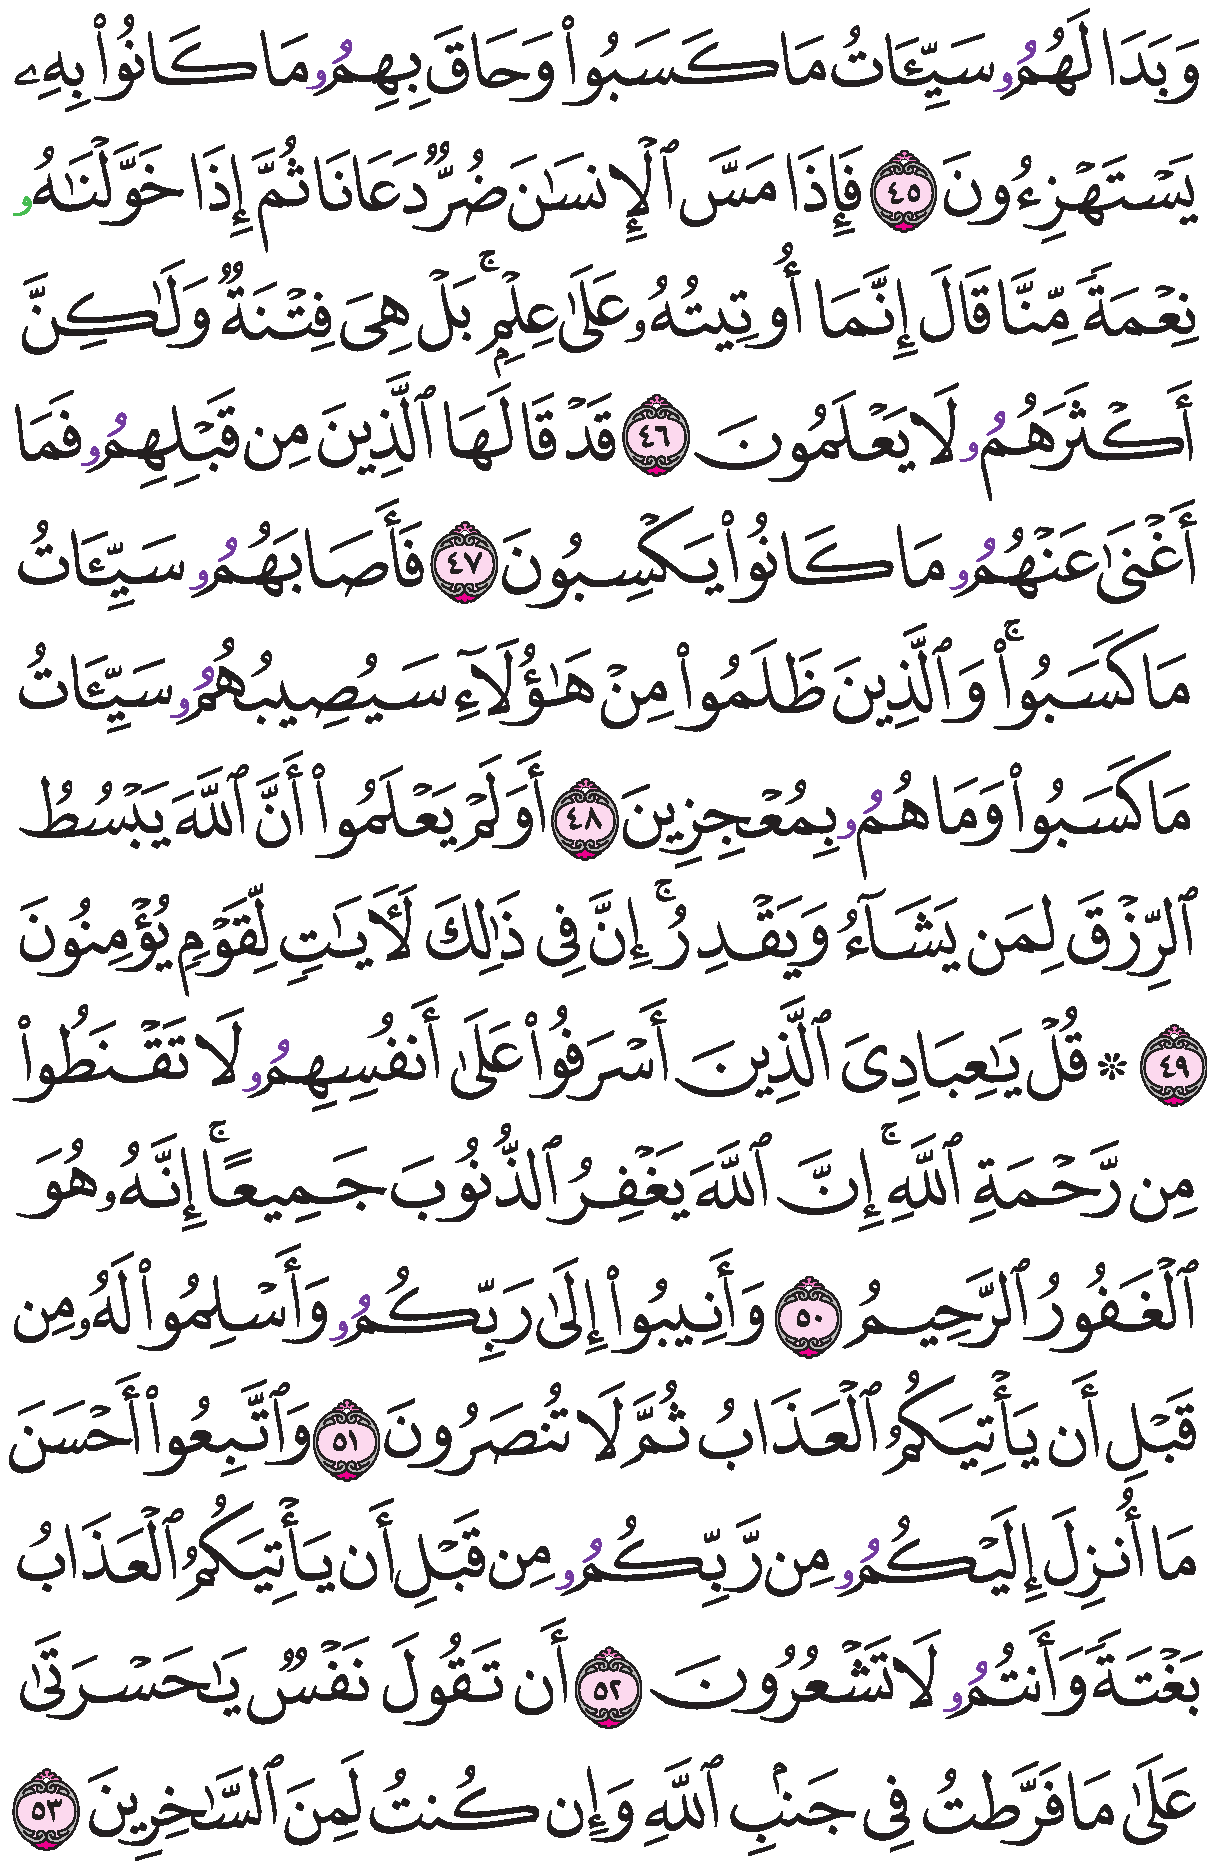 وَبَدَا لَهُمُۥ سَيِّـَٔاتُ مَا كَسَبُوا۟ وَحَاقَ بِهِمُۥ مَا كَانُوا۟ بِهِۦ
يَسْتَهْزِءُونَ ٤٥ فَإِذَا مَسَّ ٱلْإِنسَـٰنَ ضُرٌّ دَعَانَا ثُمَّ إِذَا خَوَّلْنَـٰهُۥ
نِعْمَةً مِّنَّا قَالَ إِنَّمَا أُوتِيتُهُۥ عَلَىٰ عِلْمٍۭ ۚ بَلْ هِىَ فِتْنَةٌ وَلَـٰكِنَّ
أَكْثَرَهُمُۥ لَا يَعْلَمُونَ ٤٦ قَدْ قَالَهَا ٱلَّذِينَ مِن قَبْلِهِمُۥ فَمَا
أَغْنَىٰ عَنْهُمُۥ مَا كَانُوا۟ يَكْسِبُونَ ٤٧ فَأَصَابَهُمُۥ سَيِّـَٔاتُ
مَا كَسَبُوا۟ ۚ وَٱلَّذِينَ ظَلَمُوا۟ مِنْ هَـٰؤُلَآءِ سَيُصِيبُهُمُۥ سَيِّـَٔاتُ
مَا كَسَبُوا۟ وَمَا هُمُۥ بِمُعْجِزِينَ ٤٨ أَوَلَمْ يَعْلَمُوا۟ أَنَّ ٱللَّهَ يَبْسُطُ
ٱلرِّزْقَ لِمَن يَشَآءُ وَيَقْدِرُ ۚ إِنَّ فِى ذَٰلِكَ لَـَٔايَـٰتٍ لِّقَوْمٍ يُؤْمِنُونَ
٤٩ ۞ قُلْ يَـٰعِبَادِىَ ٱلَّذِينَ أَسْرَفُوا۟ عَلَىٰ أَنفُسِهِمُۥ لَا تَقْنَطُوا۟
مِن رَّحْمَةِ ٱللَّهِ ۚ إِنَّ ٱللَّهَ يَغْفِرُ ٱلذُّنُوبَ جَمِيعًا ۚ إِنَّهُۥ هُوَ
ٱلْغَفُورُ ٱلرَّحِيمُ ٥٠ وَأَنِيبُوا۟ إِلَىٰ رَبِّكُمُۥ وَأَسْلِمُوا۟ لَهُۥ مِن
قَبْلِ أَن يَأْتِيَكُمُ ٱلْعَذَابُ ثُمَّ لَا تُنصَرُونَ ٥١ وَٱتَّبِعُوا۟ أَحْسَنَ
مَا أُنزِلَ إِلَيْكُمُۥ مِن رَّبِّكُمُۥ مِن قَبْلِ أَن يَأْتِيَكُمُ ٱلْعَذَابُ
بَغْتَةً وَأَنتُمُۥ لَا تَشْعُرُونَ ٥٢ أَن تَقُولَ نَفْسٌ يَـٰحَسْرَتَىٰ
عَلَىٰ مَا فَرَّطتُ فِى جَنۢبِ ٱللَّهِ وَإِن كُنتُ لَمِنَ ٱلسَّـٰخِرِينَ ٥٣